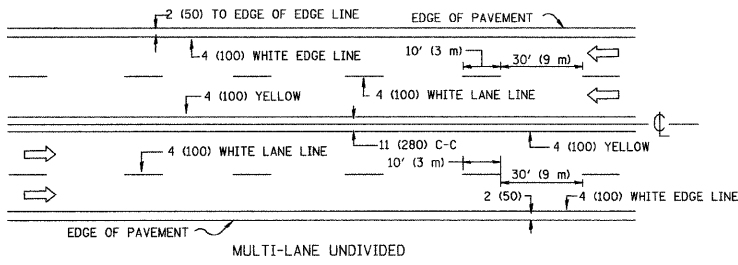 2 (50) TO EDGE OF EDGE LINE
EDGE OF PAVEMENT
4 (100) WHITE EDGE LINE
10' (3 m)
30' (9 m)
4 (100) YELLOW
4 (100) WHITE LANE LINE
℄
4 (100) WHITE LANE LINE
11 (280) C-C
4 (100) YELLOW
10' (3 m)
30' (9 m)
2 (50)
4 (100) WHITE EDGE LINE
EDGE OF PAVEMENT
MULTI-LANE UNDIVIDED